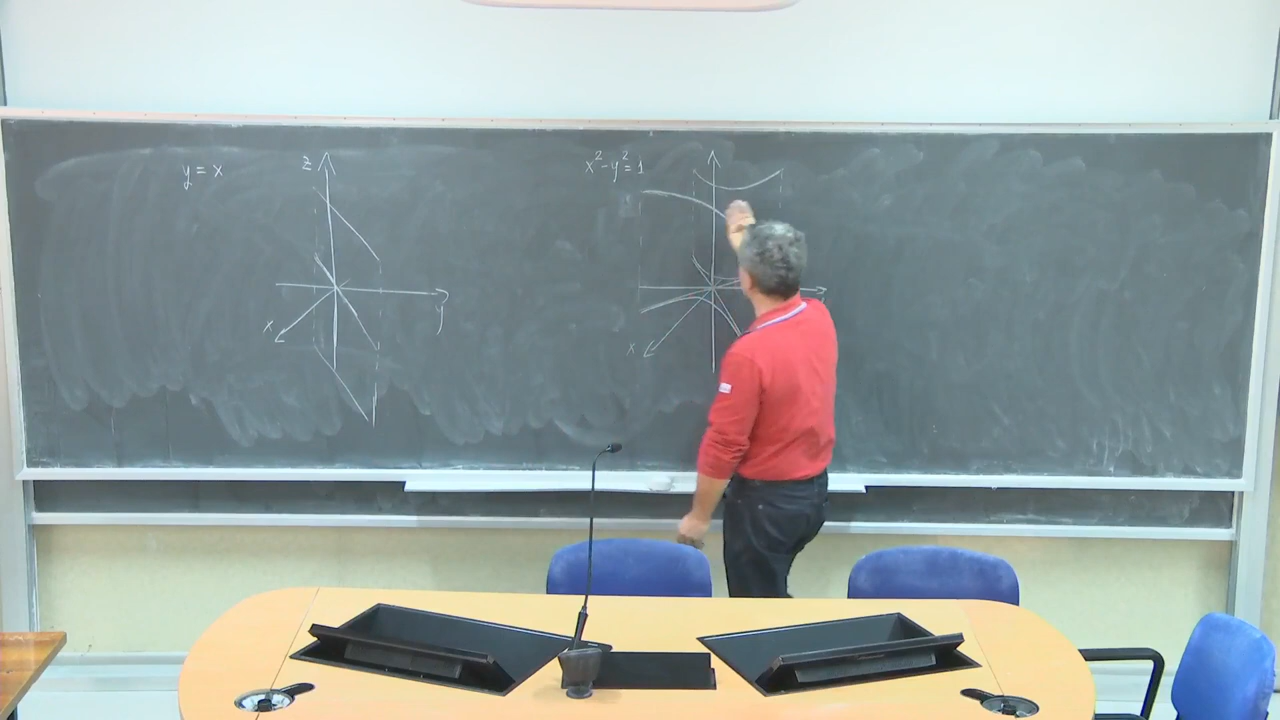 y = x
z
y
x
x²-y²=1
x